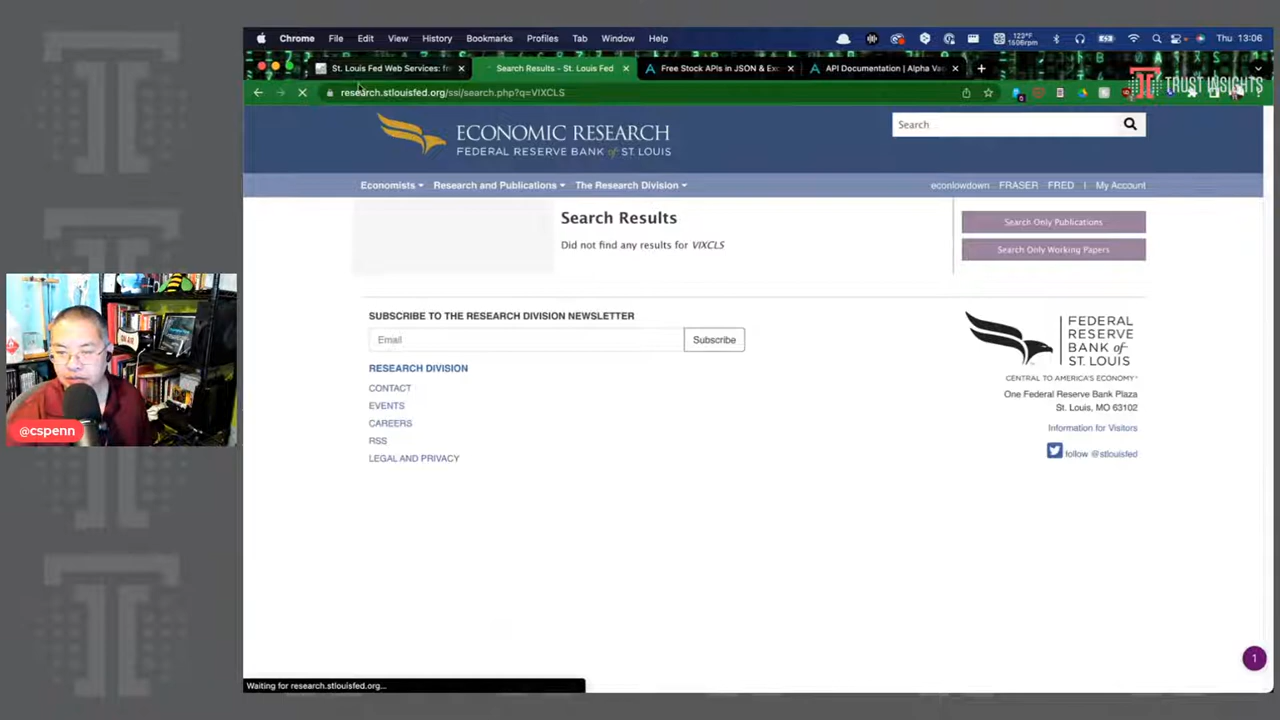 Chrome File Edit View History Bookmarks Profiles Tab Window Help
123°F
1506rpm
Thu 13:06
St. Louis Fed Web Services: fr
Search Results - St. Louis Fed
Free Stock APIs in JSON & Exc
API Documentation | Alpha Va
TRUST INSIGHTS
research.stlouisfed.org/ssi/search.php?q=VIXCLS
ECONOMIC RESEARCH
FEDERAL RESERVE BANK of ST. LOUIS
Search
Economists Research and Publications The Research Division
econlowdown FRASER FRED | My Account
Search Results
Did not find any results for VIXCLS
Search Only Publications
Search Only Working Papers
SUBSCRIBE TO THE RESEARCH DIVISION NEWSLETTER
Email
Subscribe
RESEARCH DIVISION
CONTACT
EVENTS
CAREERS
RSS
LEGAL AND PRIVACY
FEDERAL
RESERVE
BANK of
ST. LOUIS
CENTRAL TO AMERICA'S ECONOMY®
One Federal Reserve Bank Plaza
St. Louis, MO 63102
Information for Visitors
follow @stlouisfed
@cspenn
1
Waiting for research.stlouisfed.org...